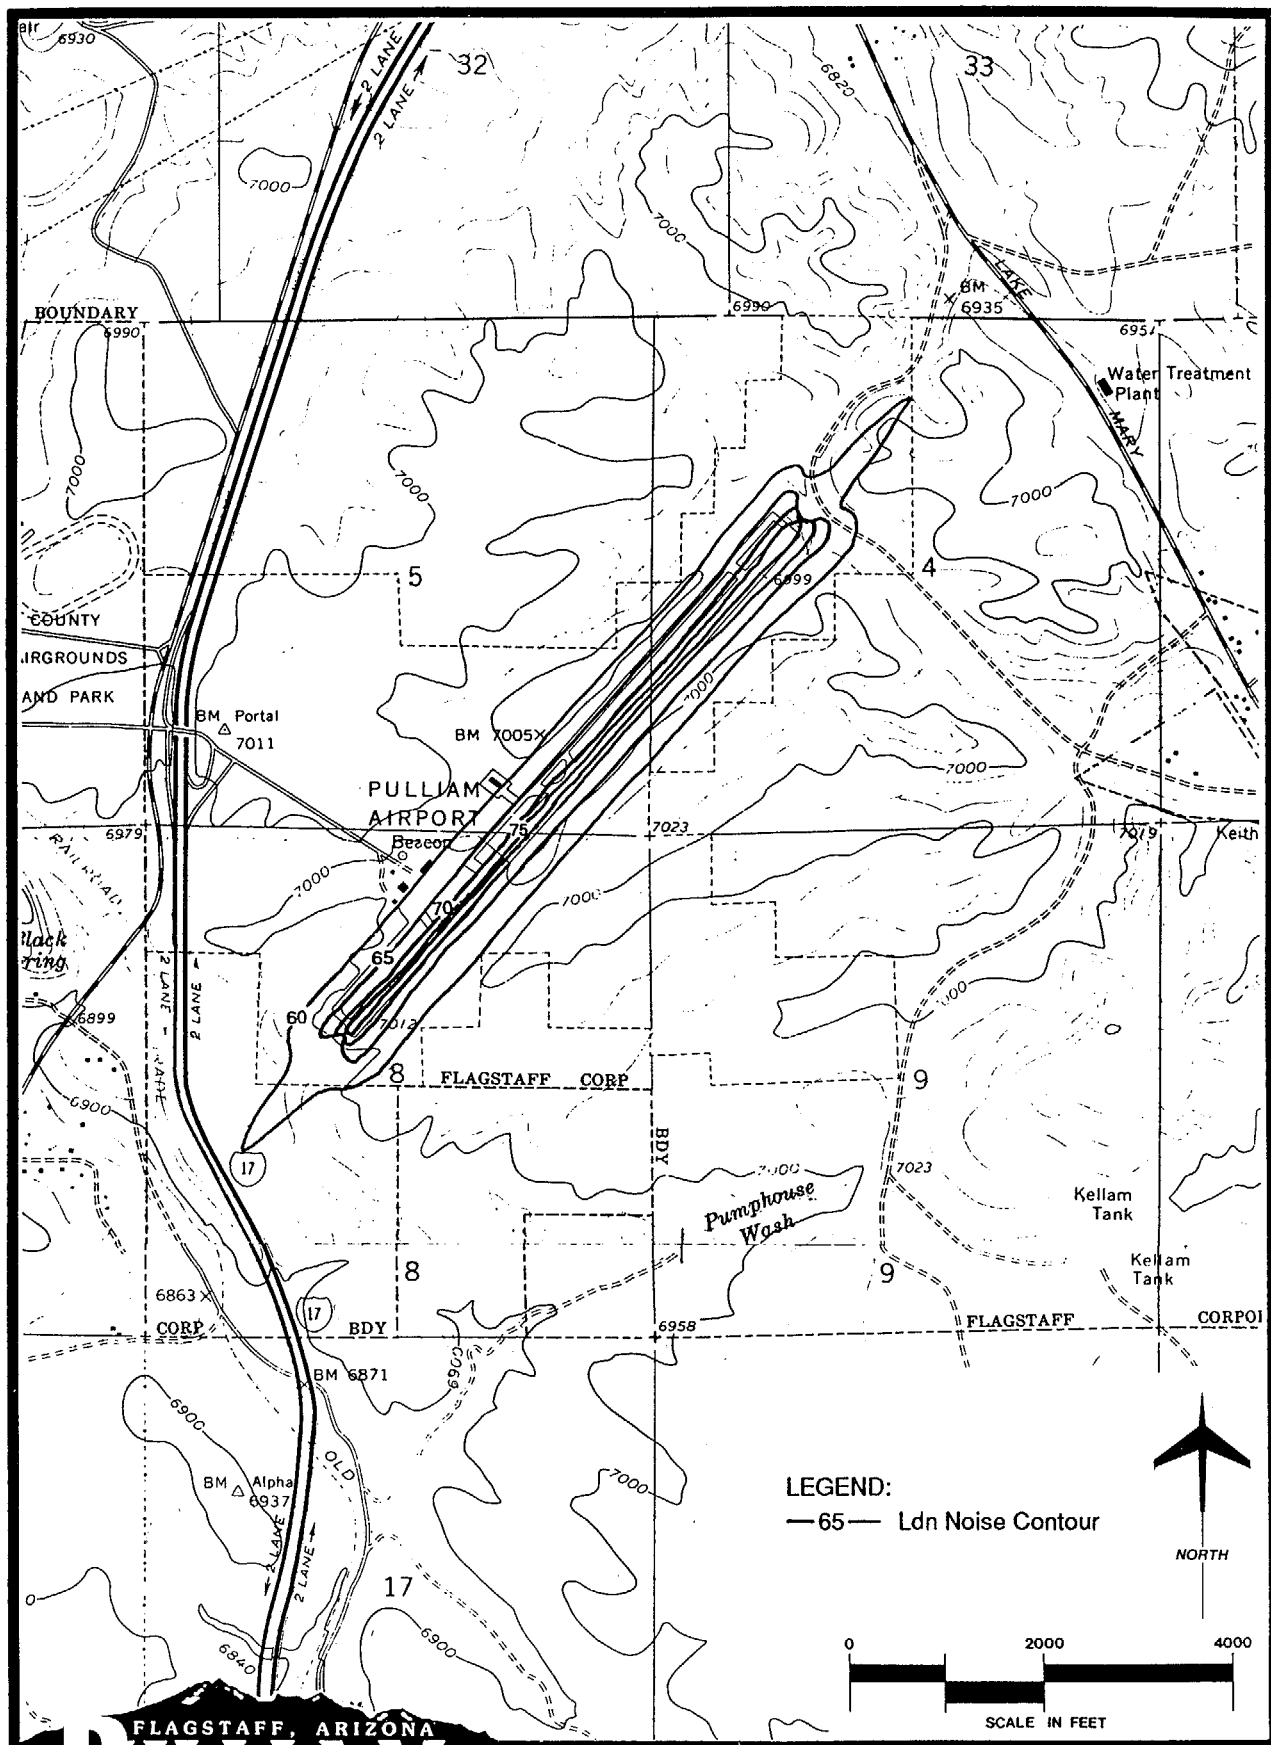 6930
32
33
2 LANE
2 LANE
6820
7000
7000
LAKE
BM
6935
BOUNDARY
6990
6990
Water Treatment
Plant
MARY
7000
7000
7000
5
4
6999
COUNTY
AND PARK
BM Portal
7011
BM 7005
7000
7000
PULLIAM
AIRPORT
Beacon
75
6979
7023
7019
Keith
7000
7000
70
65
60
7012
2 LANE
2 LANE
6899
6900
8
FLAGSTAFF CORP
9
BDY
17
7000
7023
Pumphouse
Wash
Kellam
Tank
Kellam
Tank
8
9
6863
17
CORP
BDY
6958
FLAGSTAFF
BM 6871
6900
6900
OLD
BM Alpha
6937
7000
2 LANE
2 LANE
17
6900
6840
LEGEND:
65 Ldn Noise Contour
NORTH
0 2000 4000
SCALE IN FEET
FLAGSTAFF, ARIZONA